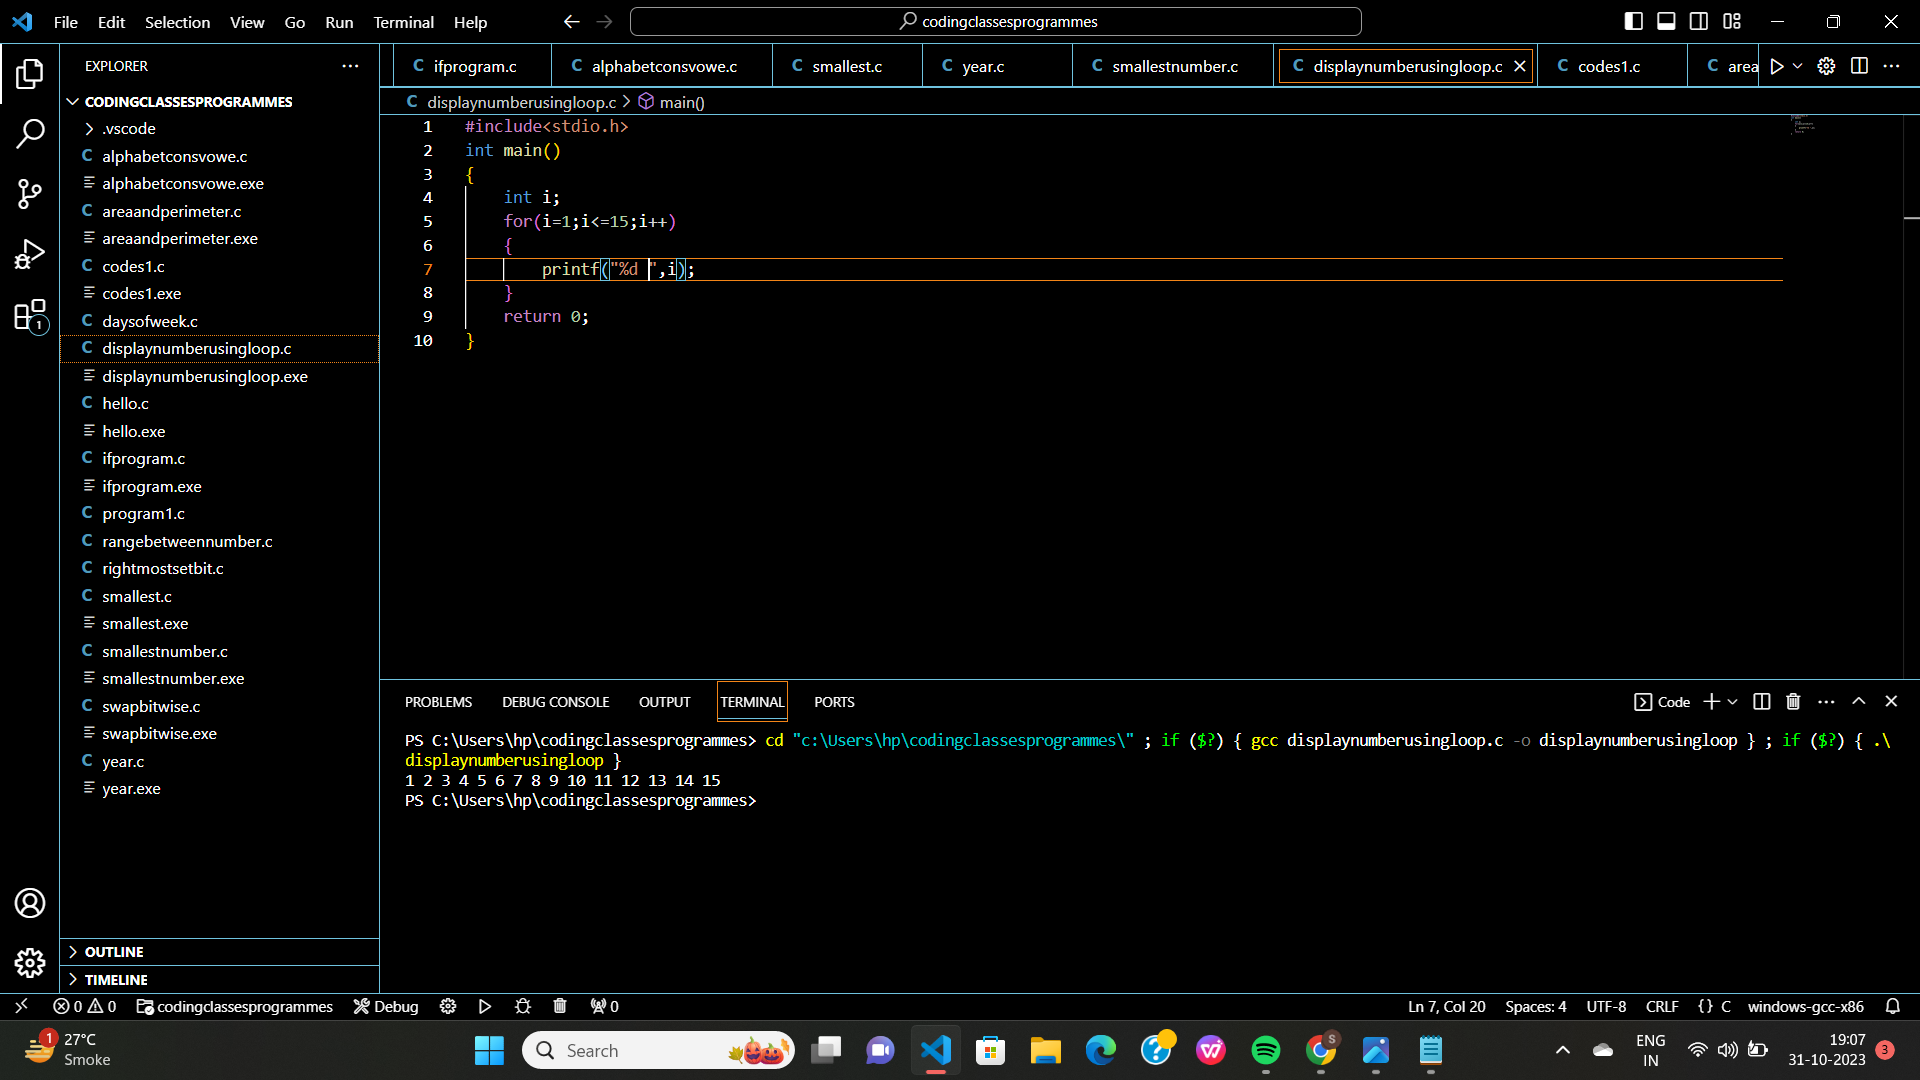 File Edit Selection View Go Run Terminal Help
codingclassesprogrammes
EXPLORER
ifprogram.c
alphabetconsvowe.c
smallest.c
year.c
smallestnumber.c
displaynumberusingloop.c
codes1.c
area
CODINGCLASSESPROGRAMMES
.vscode
alphabetconsvowe.c
alphabetconsvowe.exe
areaandperimeter.c
areaandperimeter.exe
codes1.c
codes1.exe
daysofweek.c
displaynumberusingloop.c
displaynumberusingloop.exe
hello.c
hello.exe
ifprogram.c
ifprogram.exe
program1.c
rangebetweennumber.c
rightmostsetbit.c
smallest.c
smallest.exe
smallestnumber.c
smallestnumber.exe
swapbitwise.c
swapbitwise.exe
year.c
year.exe
OUTLINE
TIMELINE
displaynumberusingloop.c > main()
1 #include<stdio.h>
2 int main()
3 {
4 int i;
5 for(i=1;i<=15;i++)
6 {
7 printf("%d ",i);
8 }
9 return 0;
10 }
PROBLEMS DEBUG CONSOLE OUTPUT TERMINAL PORTS
Code
PS C:\Users\hp\codingclassesprogrammes> cd "c:\Users\hp\codingclassesprogrammes\" ; if ($?) { gcc displaynumberusingloop.c -o displaynumberusingloop } ; if ($?) { .\
displaynumberusingloop }
1 2 3 4 5 6 7 8 9 10 11 12 13 14 15
PS C:\Users\hp\codingclassesprogrammes>
0 0 codingclassesprogrammes Debug 0
Ln 7, Col 20 Spaces: 4 UTF-8 CRLF {} C windows-gcc-x86
1
27°C
Smoke
Search
S
ENG
IN
19:07
31-10-2023
3